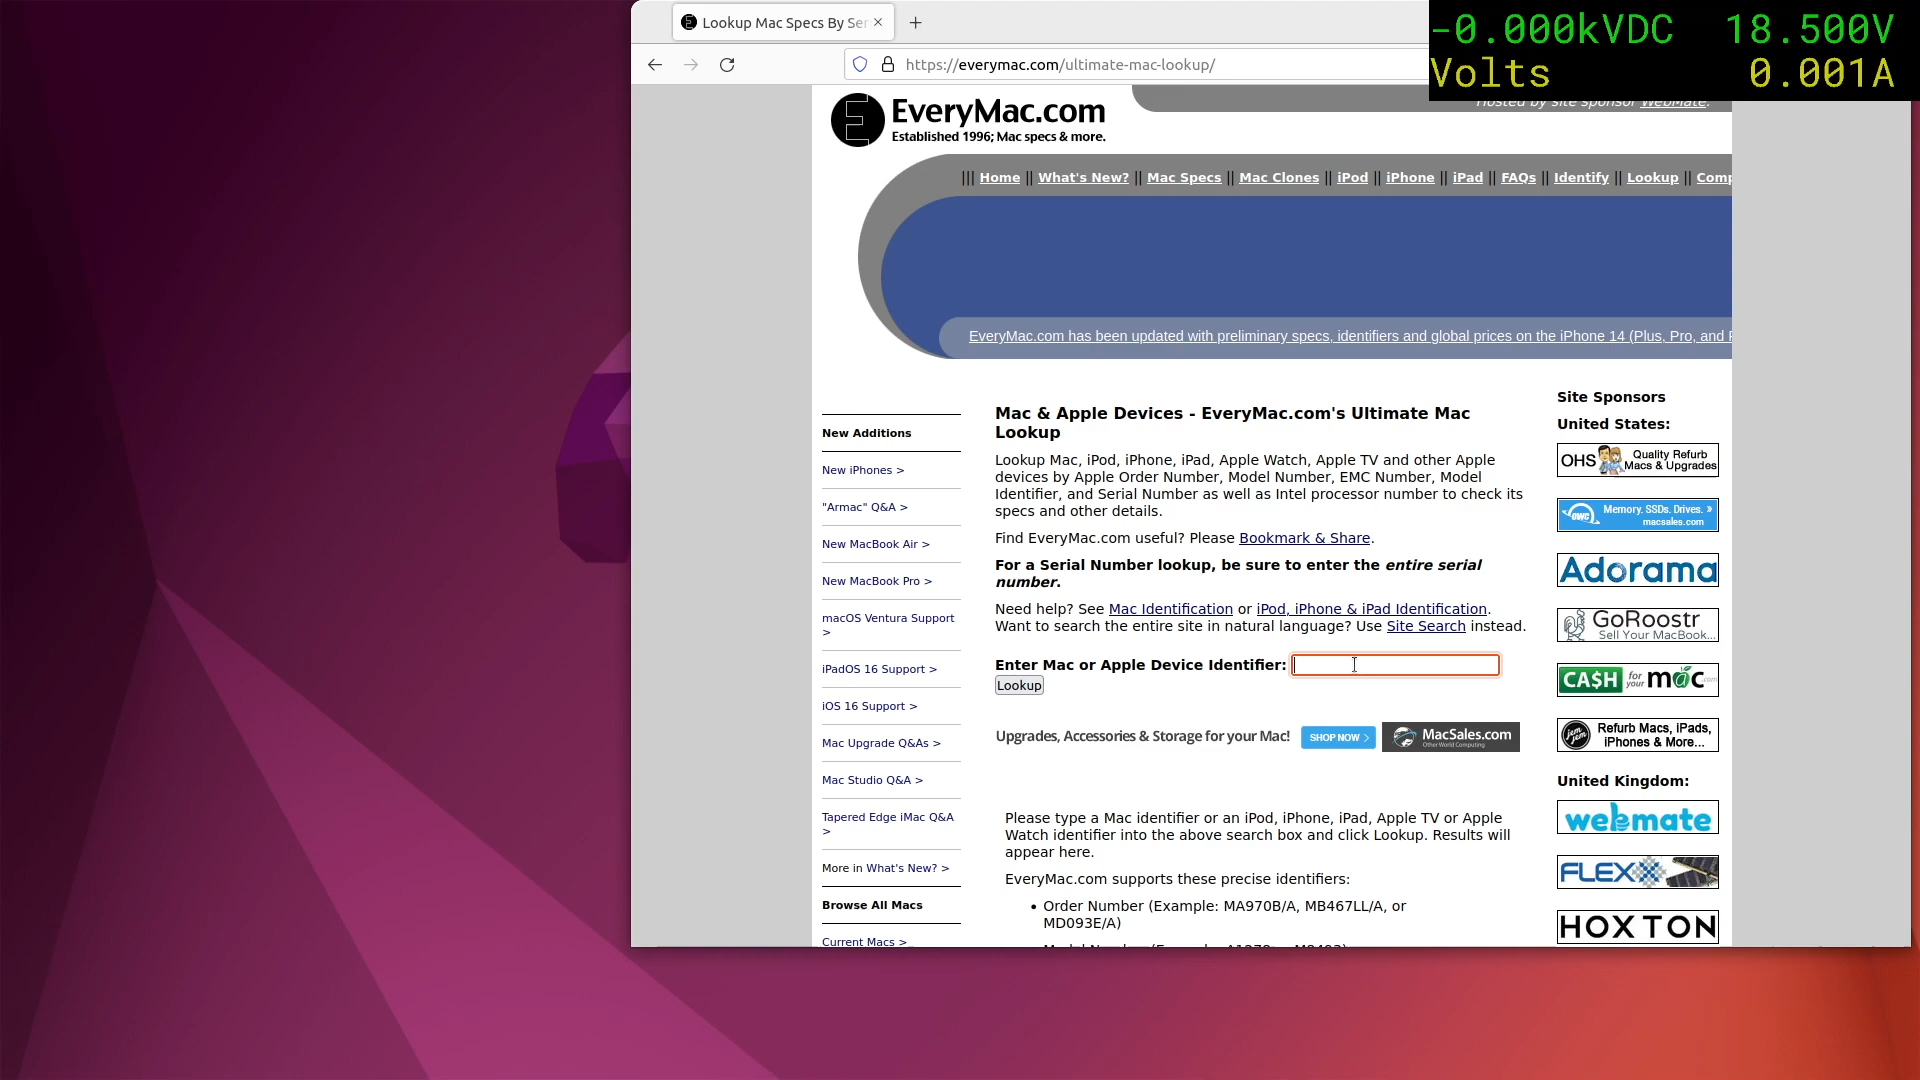 Lookup Mac Specs By Ser
https://everymac.com/ultimate-mac-lookup/
-0.000kVDC 18.500V
Volts 0.001A
Hosted by site sponsor WebMate.
EveryMac.com
Established 1996; Mac specs & more.
||| Home || What's New? || Mac Specs || Mac Clones || iPod || iPhone || iPad || FAQs || Identify || Lookup || Comp
EveryMac.com has been updated with preliminary specs, identifiers and global prices on the iPhone 14 (Plus, Pro, and
New Additions
New iPhones >
"Armac" Q&A >
New MacBook Air >
New MacBook Pro >
macOS Ventura Support
>
iPadOS 16 Support >
iOS 16 Support >
Mac Upgrade Q&As >
Mac Studio Q&A >
Tapered Edge iMac Q&A
>
More in What's New? >
Browse All Macs
Current Macs >
Mac & Apple Devices - EveryMac.com's Ultimate Mac
Lookup
Lookup Mac, iPod, iPhone, iPad, Apple Watch, Apple TV and other Apple
devices by Apple Order Number, Model Number, EMC Number, Model
Identifier, and Serial Number as well as Intel processor number to check its
specs and other details.
Find EveryMac.com useful? Please Bookmark & Share.
For a Serial Number lookup, be sure to enter the entire serial
number.
Need help? See Mac Identification or iPod, iPhone & iPad Identification.
Want to search the entire site in natural language? Use Site Search instead.
Enter Mac or Apple Device Identifier:
Lookup
Upgrades, Accessories & Storage for your Mac! SHOP NOW > MacSales.com
Other World Computing
Please type a Mac identifier or an iPod, iPhone, iPad, Apple TV or Apple
Watch identifier into the above search box and click Lookup. Results will
appear here.
EveryMac.com supports these precise identifiers:
• Order Number (Example: MA970B/A, MB467LL/A, or
MD093E/A)
Site Sponsors
United States:
OHS Quality Refurb
Macs & Upgrades
OWC Memory. SSDs. Drives. »
macsales.com
Adorama
GoRoostr
Sell Your MacBook...
CA$H for your mac .com
jemjem Refurb Macs, iPads,
iPhones & More...
United Kingdom:
webmate
FLEX
HOXTON